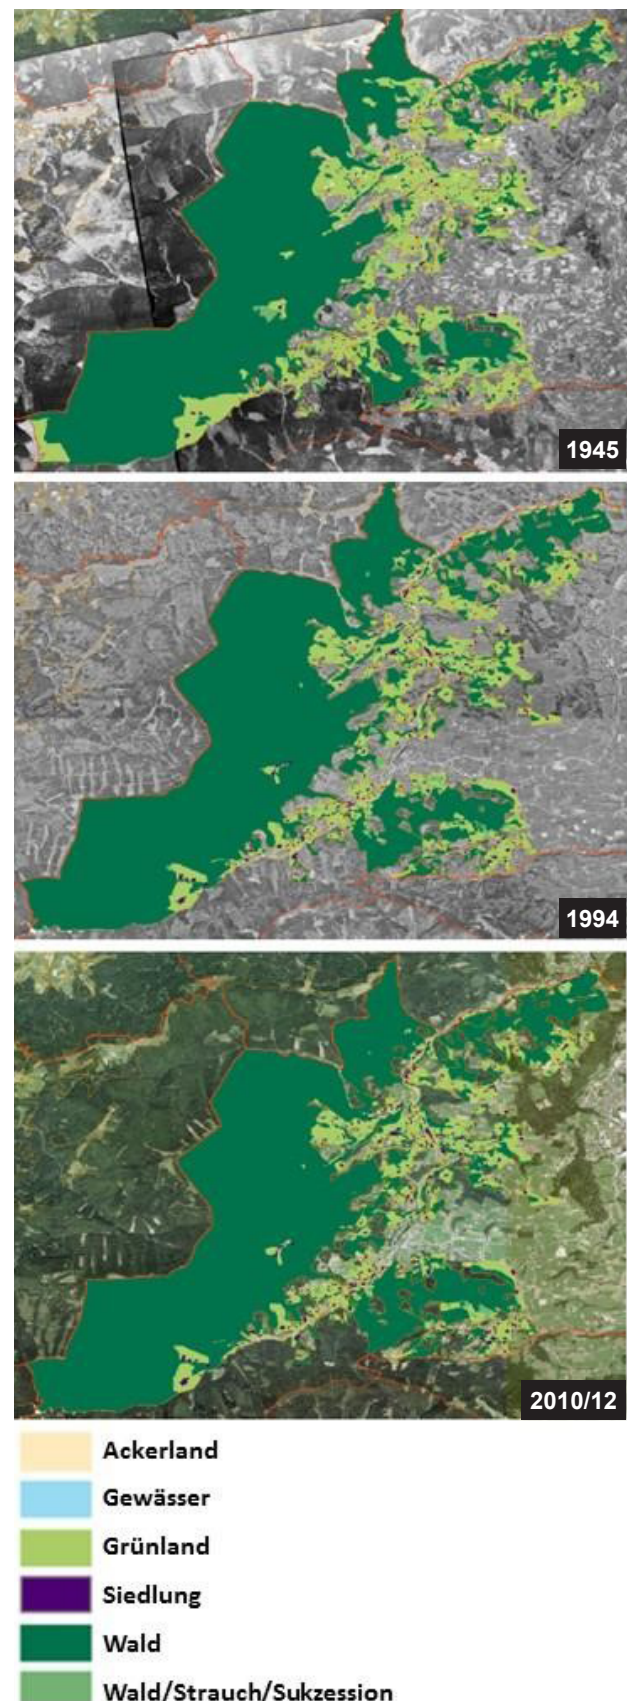 1945
1994
2010/12
Ackerland
Gewässer
Grünland
Siedlung
Wald
Wald/Strauch/Sukzession